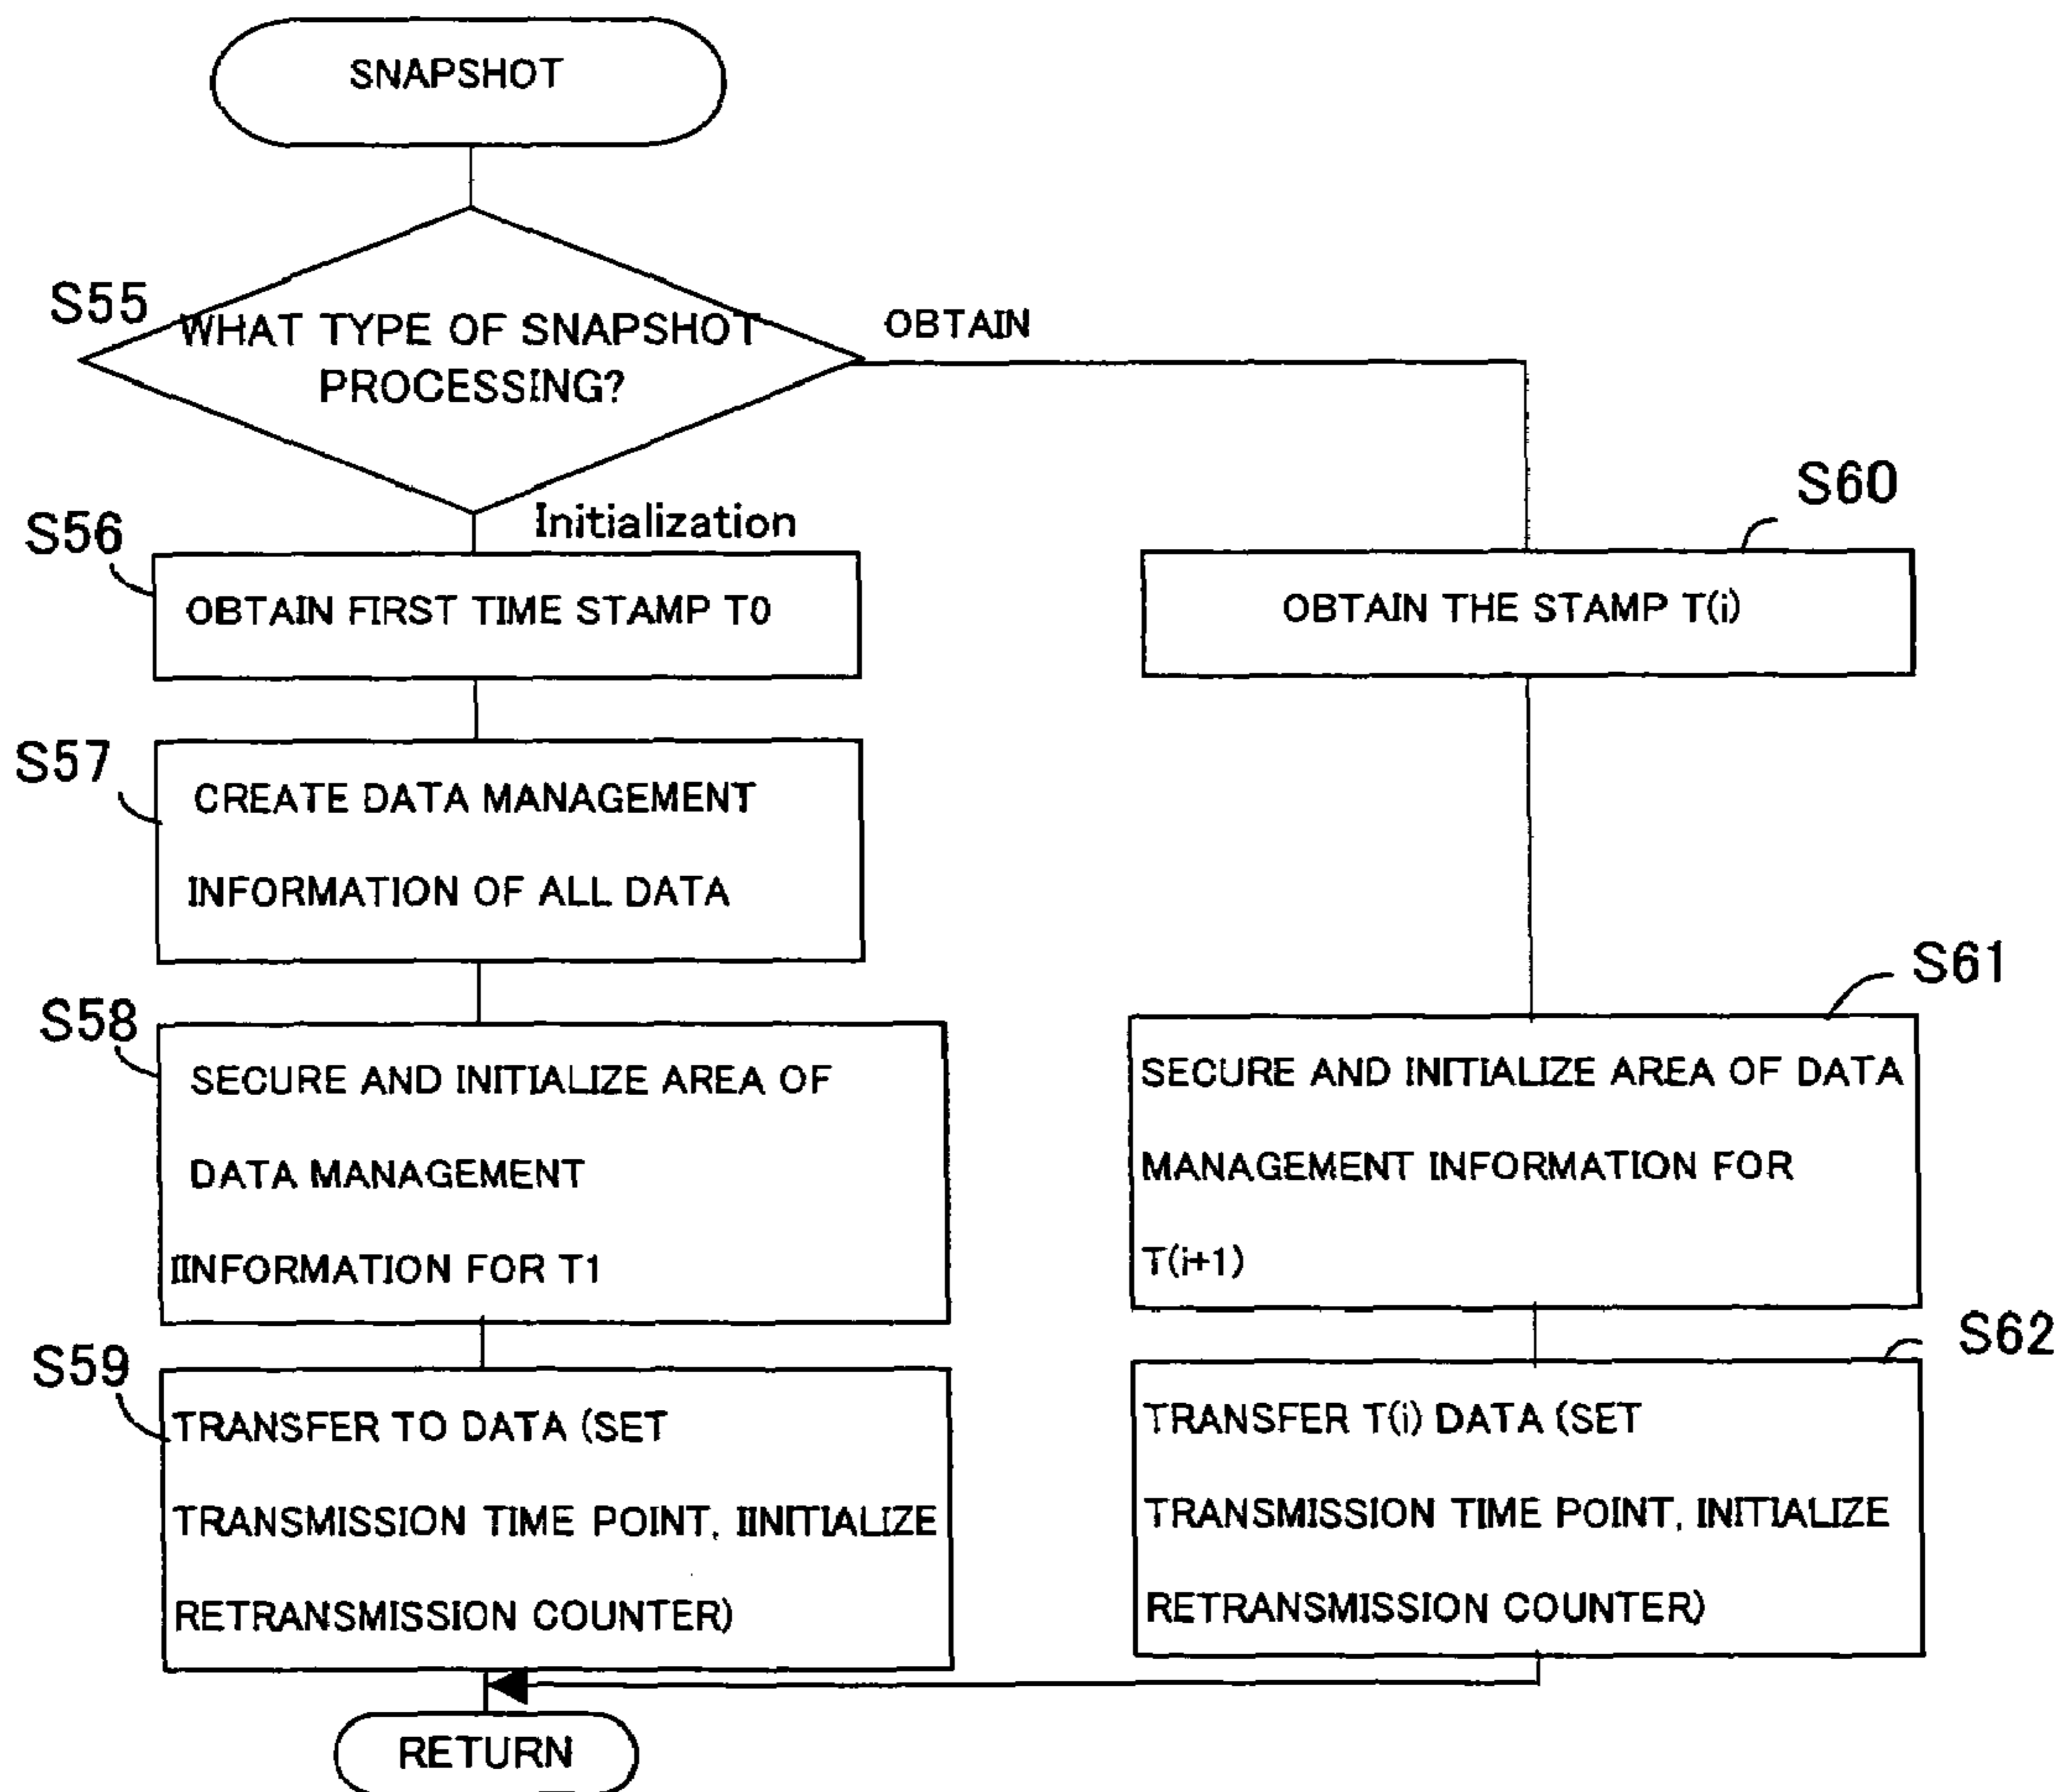 SNAPSHOT
S55
WHAT TYPE OF SNAPSHOT
PROCESSING?
OBTAIN
Initialization
S56
OBTAIN FIRST TIME STAMP T0
S57
CREATE DATA MANAGEMENT
INFORMATION OF ALL DATA
S58
SECURE AND INITIALIZE AREA OF
DATA MANAGEMENT
IINFORMATION FOR T1
S59
TRANSFER TO DATA (SET
TRANSMISSION TIME POINT, IINITIALIZE
RETRANSMISSION COUNTER)
S60
OBTAIN THE STAMP T(i)
S61
SECURE AND INITIALIZE AREA OF DATA
MANAGEMENT INFORMATION FOR
T(i+1)
S62
TRANSFER T(i) DATA (SET
TRANSMISSION TIME POINT, INITIALIZE
RETRANSMISSION COUNTER)
RETURN